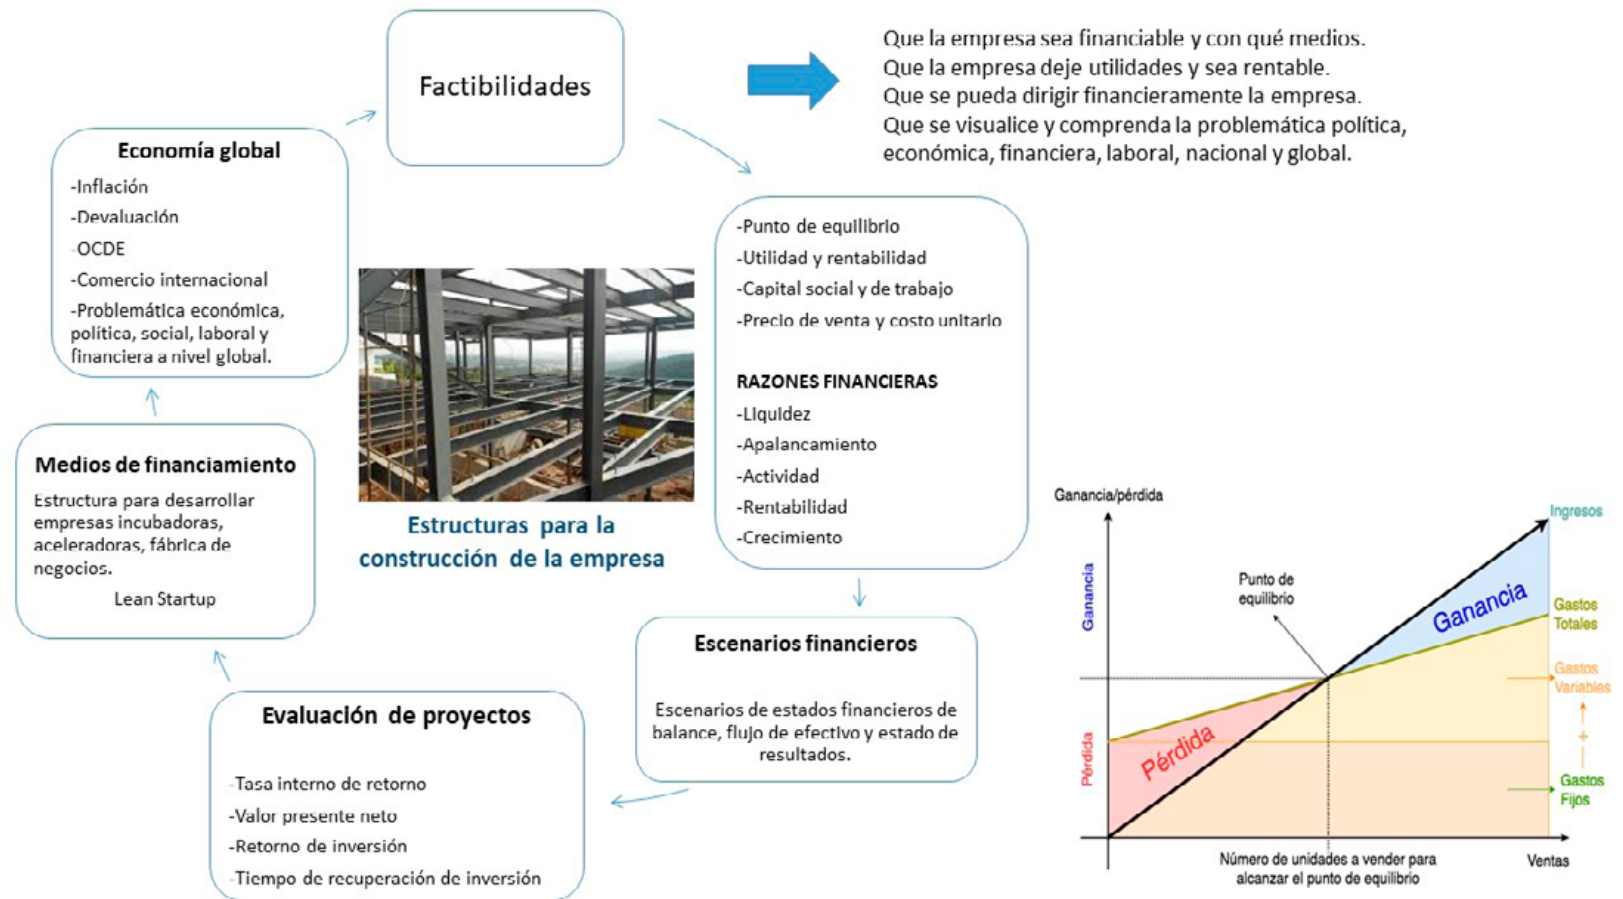 Factibilidades
Que la empresa sea financiable y con qué medios.
Que la empresa deje utilidades y sea rentable.
Que se pueda dirigir financieramente la empresa.
Que se visualice y comprenda la problemática política,
económica, financiera, laboral, nacional y global.
Economía global
-Inflación
-Devaluación
-OCDE
-Comercio internacional
-Problemática económica,
política, social, laboral y
financiera a nivel global.
-Punto de equilibrio
-Utilidad y rentabilidad
-Capital social y de trabajo
-Precio de venta y costo unitario
RAZONES FINANCIERAS
-Liquidez
-Apalancamiento
-Actividad
-Rentabilidad
-Crecimiento
Estructuras para la
construcción de la empresa
Medios de financiamiento
Estructura para desarrollar
empresas incubadoras,
aceleradoras, fábrica de
negocios.
Lean Startup
Escenarios financieros
Escenarios de estados financieros de
balance, flujo de efectivo y estado de
resultados.
Evaluación de proyectos
-Tasa interno de retorno
-Valor presente neto
-Retorno de inversión
-Tiempo de recuperación de inversión
Ganancia/pérdida
Ingresos
Ganancia
Punto de
equilibrio
Ganancia
Gastos
Totales
Gastos
Variables
+
Pérdida
Pérdida
Gastos
Fijos
Número de unidades a vender para
alcanzar el punto de equilibrio
Ventas